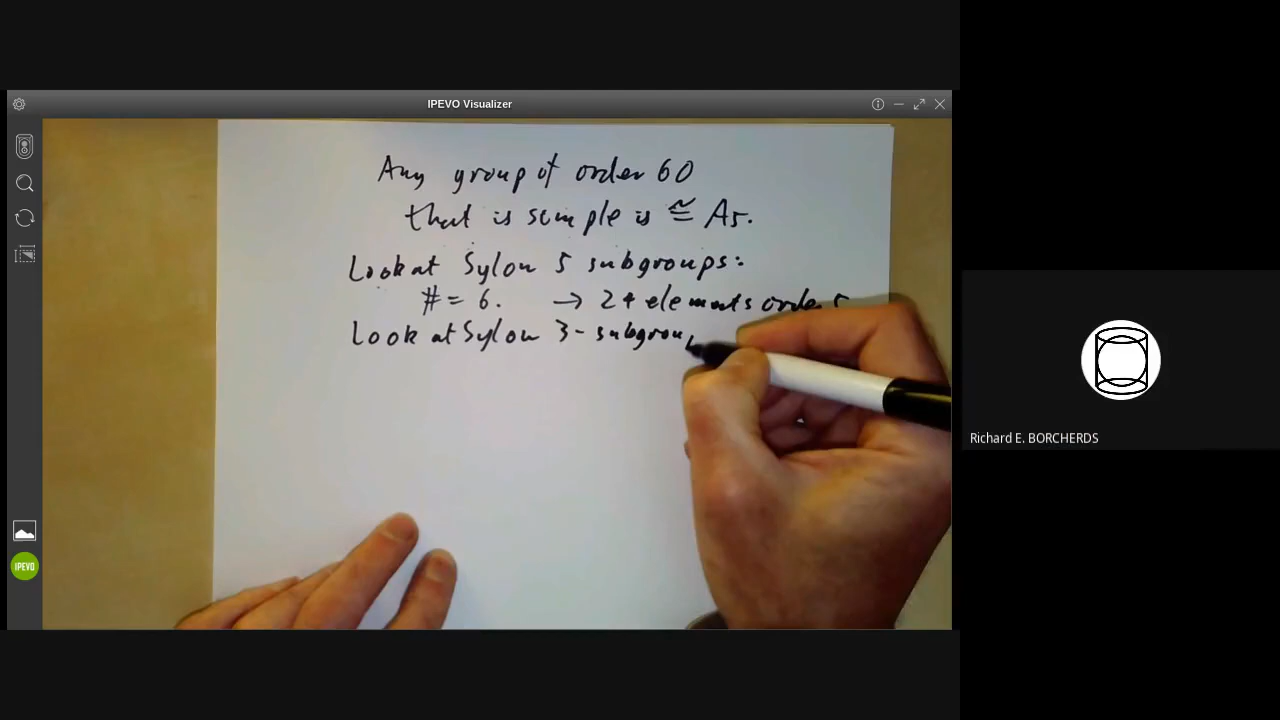 IPEVO Visualizer
Any group of order 60
that is simple is ≅ A5.
Look at Sylow 5 subgroups:
# = 6. → 24 elements order 5
Look at Sylow 3-subgroup
IPEVO
Richard E. BORCHERDS